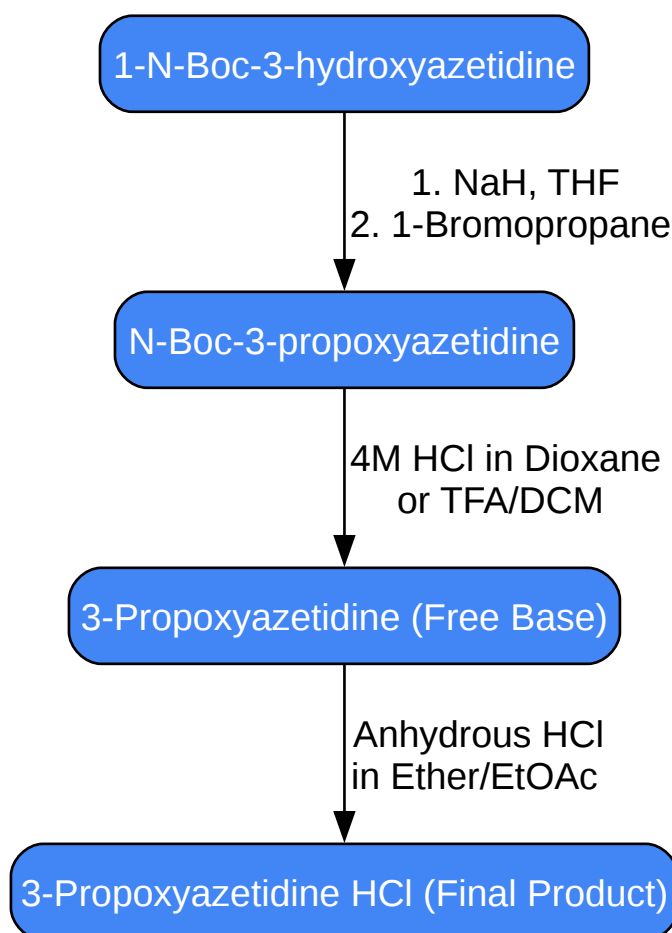 1-N-Boc-3-hydroxyazetidine
1. NaH, THF
2. 1-Bromopropane
N-Boc-3-propoxyazetidine
4M HCl in Dioxane
or TFA/DCM
3-Propoxyazetidine (Free Base)
Anhydrous HCl
in Ether/EtOAc
3-Propoxyazetidine HCl (Final Product)